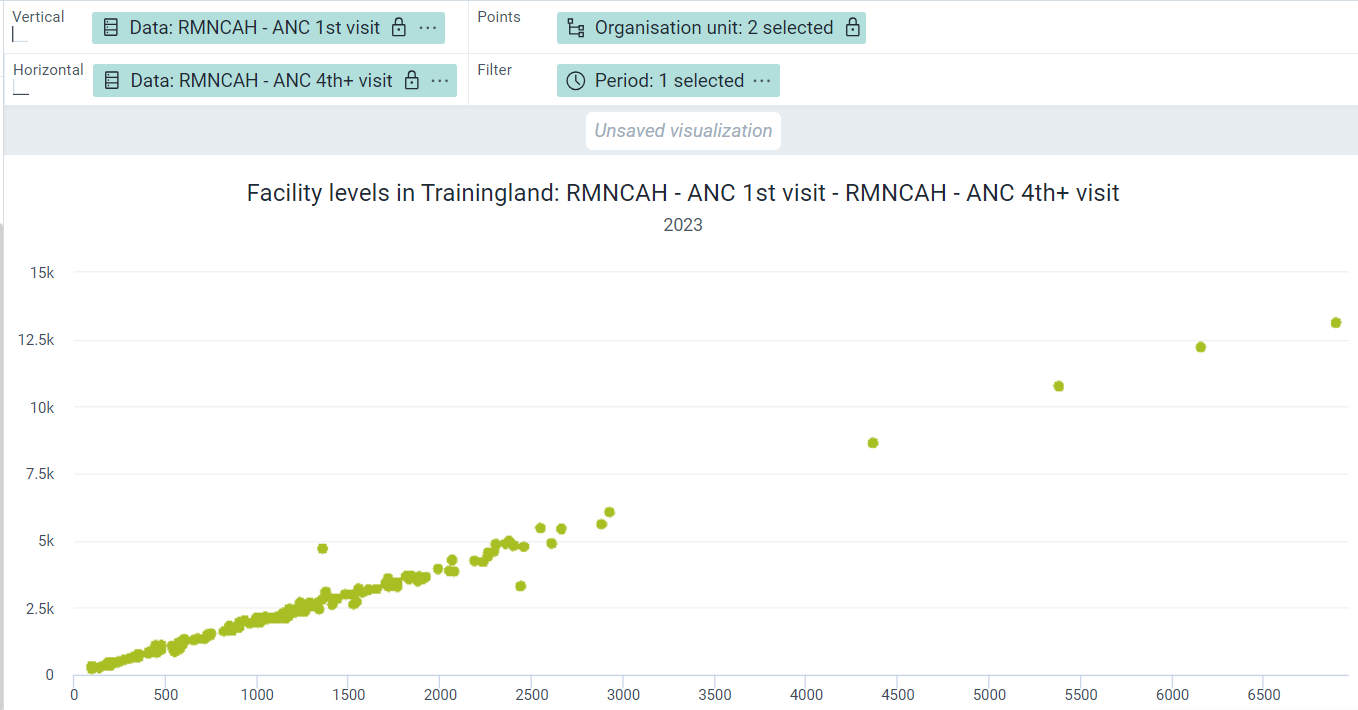 Vertical
Data: RMNCAH - ANC 1st visit
Points
Organisation unit: 2 selected
Horizontal
Data: RMNCAH - ANC 4th+ visit
Filter
Period: 1 selected
Unsaved visualization
Facility levels in Trainingland: RMNCAH - ANC 1st visit - RMNCAH - ANC 4th+ visit
2023
15k
12.5k
10k
7.5k
5k
2.5k
0
0 500 1000 1500 2000 2500 3000 3500 4000 4500 5000 5500 6000 6500